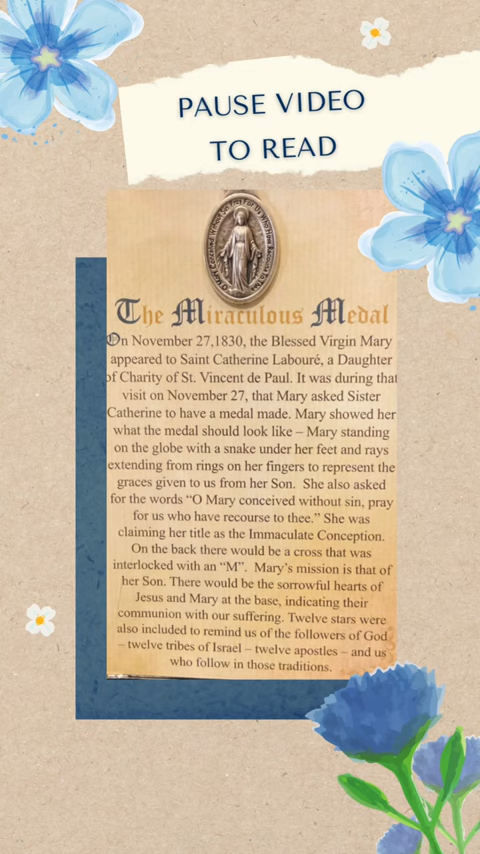 PAUSE VIDEO
TO READ
The Miraculous Medal
On November 27,1830, the Blessed Virgin Mary
appeared to Saint Catherine Labouré, a Daughter
of Charity of St. Vincent de Paul. It was during that
visit on November 27, that Mary asked Sister
Catherine to have a medal made. Mary showed her
what the medal should look like – Mary standing
on the globe with a snake under her feet and rays
extending from rings on her fingers to represent the
graces given to us from her Son. She also asked
for the words “O Mary conceived without sin, pray
for us who have recourse to thee.” She was
claiming her title as the Immaculate Conception.
On the back there would be a cross that was
interlocked with an “M”. Mary’s mission is that of
her Son. There would be the sorrowful hearts of
Jesus and Mary at the base, indicating their
communion with our suffering. Twelve stars were
also included to remind us of the followers of God
– twelve tribes of Israel – twelve apostles – and us
who follow in those traditions.